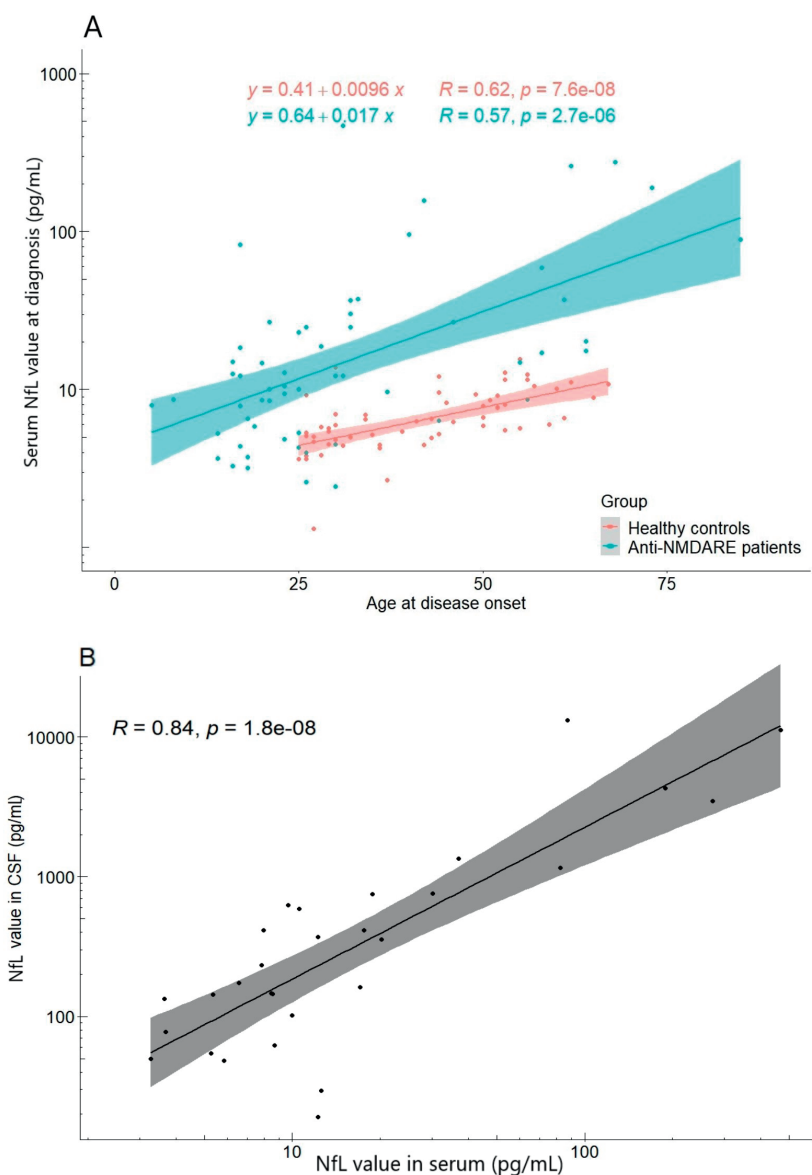 A
y = 0.41 + 0.0096 x R = 0.62, p = 7.6e-08
y = 0.64 + 0.017 x R = 0.57, p = 2.7e-06
Serum NfL value at diagnosis (pg/mL)
1000
100
10
Group
Healthy controls
Anti-NMDARE patients
0 25 50 75
Age at disease onset
B
R = 0.84, p = 1.8e-08
NfL value in CSF (pg/mL)
10000
1000
100
10 100
NfL value in serum (pg/mL)